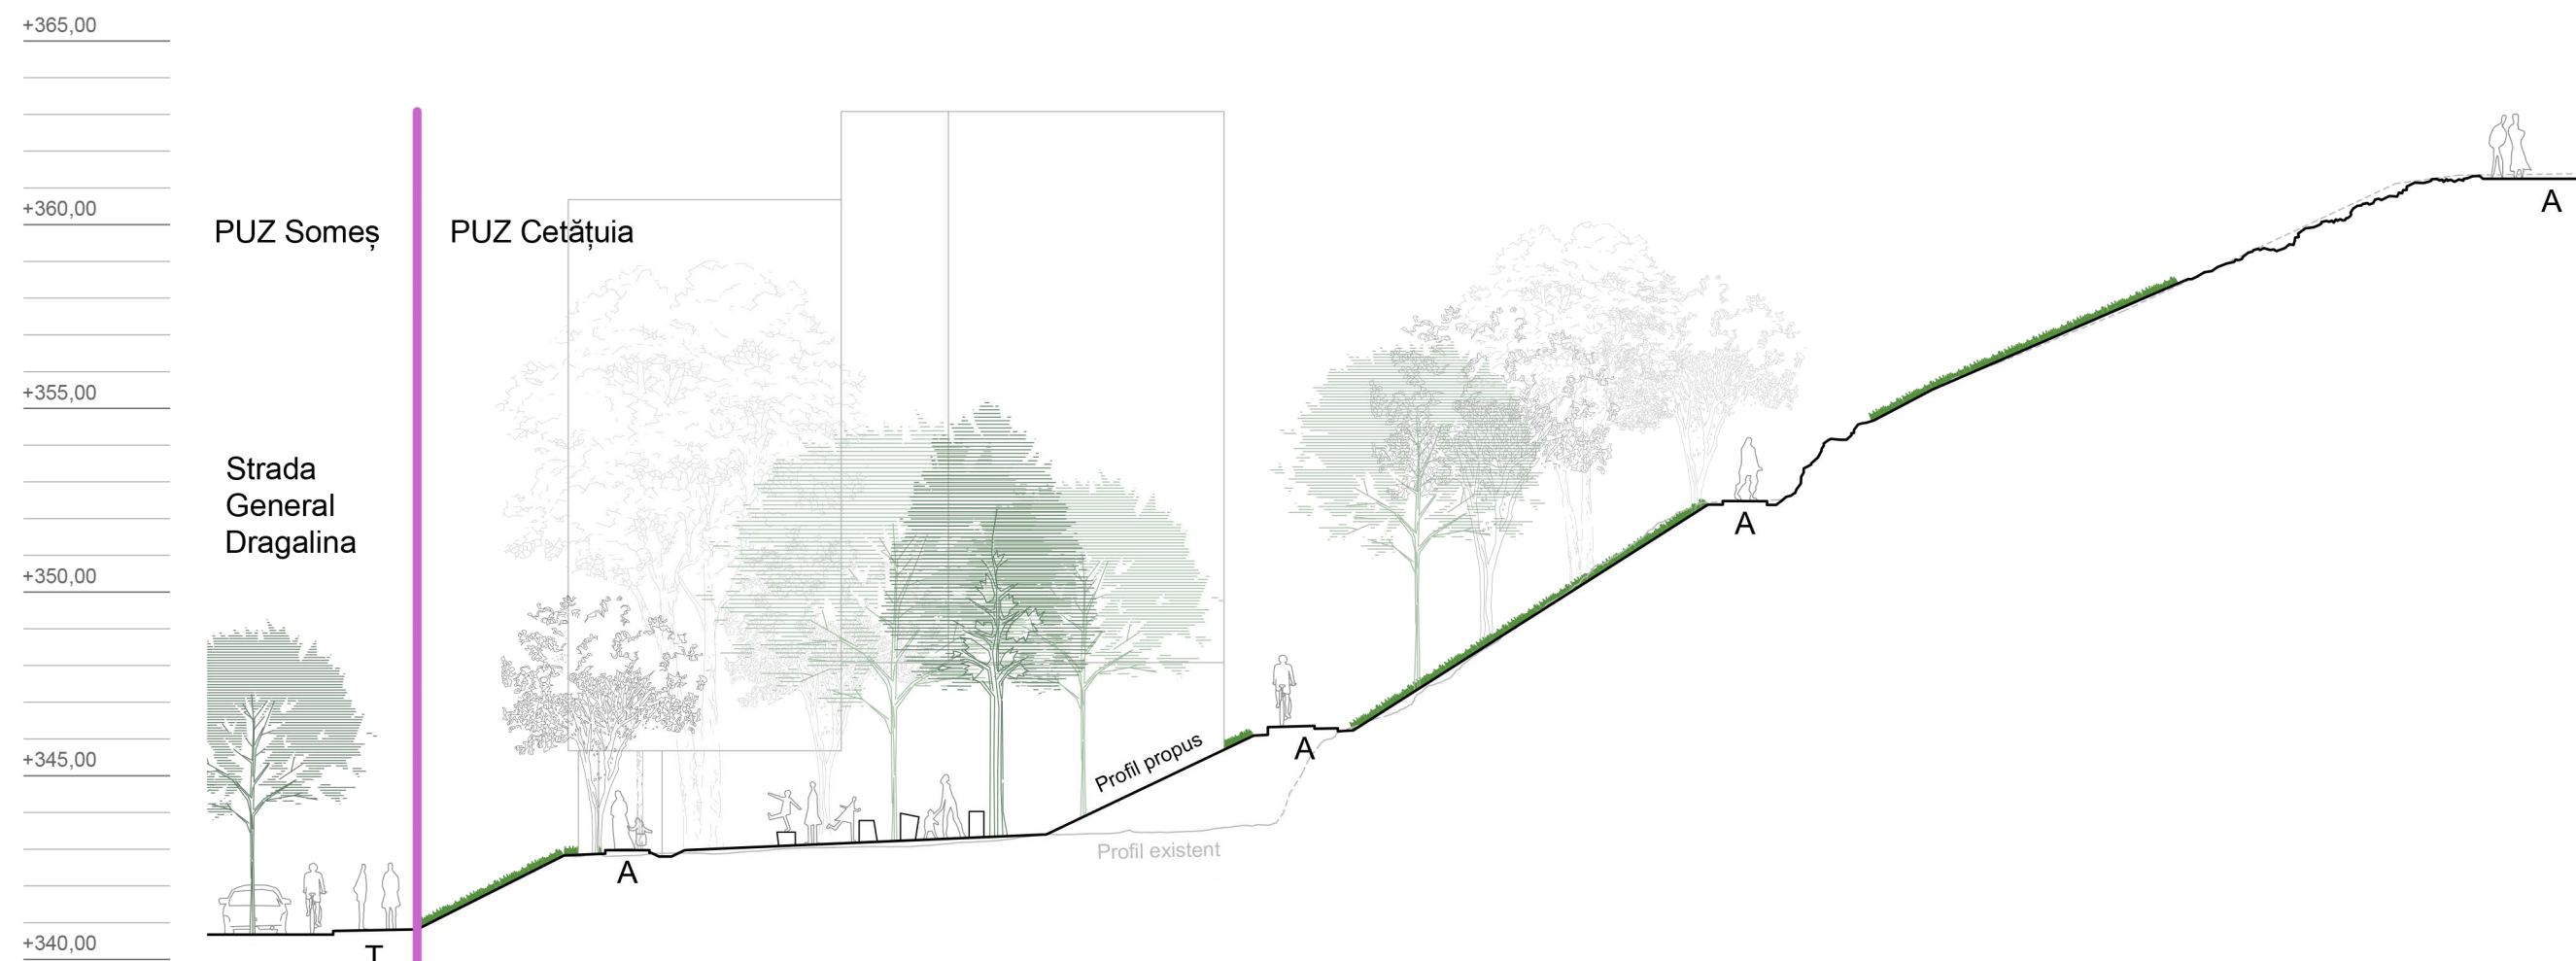 +365,00
+360,00
PUZ Someș
PUZ Cetățuia
A
+355,00
Strada
General
Dragalina
A
+350,00
+345,00
Profil propus
A
Profil existent
A
+340,00
T